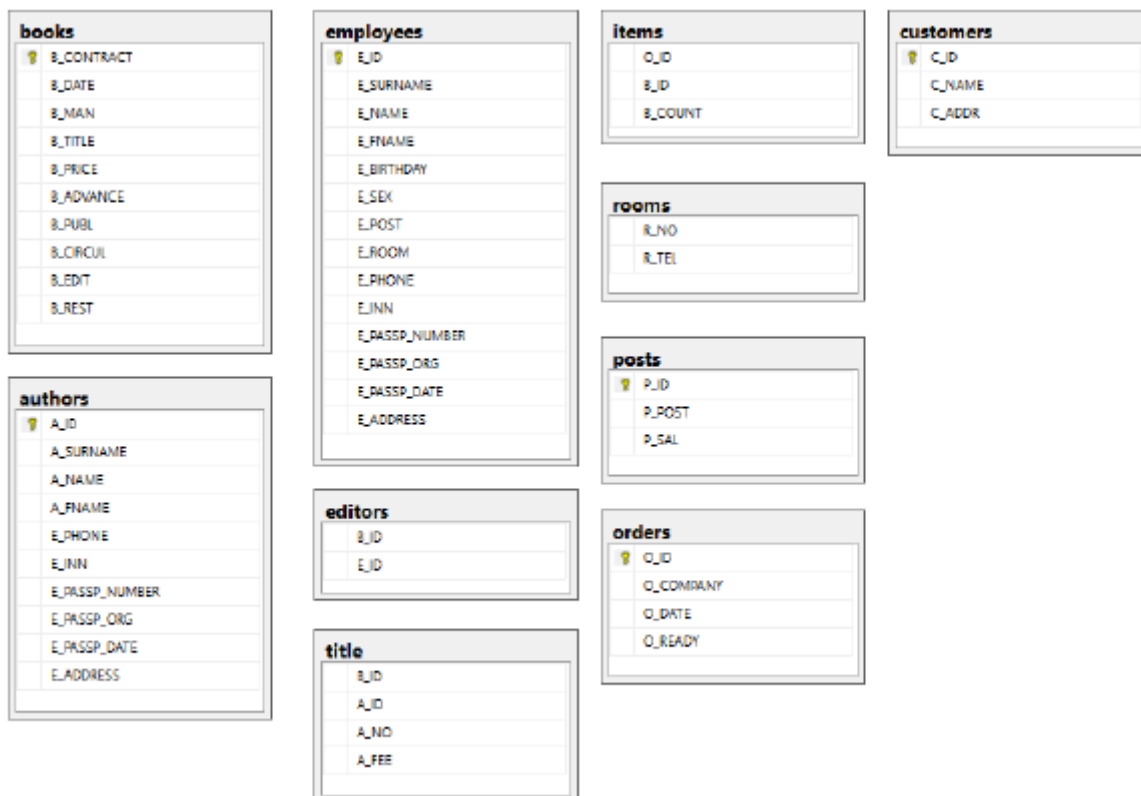 books
B_CONTRACT
B_DATE
B_MAN
B_TITLE
B_PRICE
B_ADVANCE
B_PUBL
B_CIRCUL
B_EDIT
B_REST
authors
A_ID
A_SURNAME
A_NAME
A_FNAME
E_PHONE
E_INN
E_PASSP_NUMBER
E_PASSP_ORG
E_PASSP_DATE
E_ADDRESS
employees
E_ID
E_SURNAME
E_NAME
E_FNAME
E_BIRTHDAY
E_SEX
E_POST
E_ROOM
E_PHONE
E_INN
E_PASSP_NUMBER
E_PASSP_ORG
E_PASSP_DATE
E_ADDRESS
editors
B_ID
E_ID
title
B_ID
A_ID
A_NO
A_FEE
items
O_ID
B_ID
B_COUNT
rooms
R_NO
R_TEL
posts
P_ID
P_POST
P_SAL
orders
O_ID
O_COMPANY
O_DATE
O_READY
customers
C_ID
C_NAME
C_ADDR